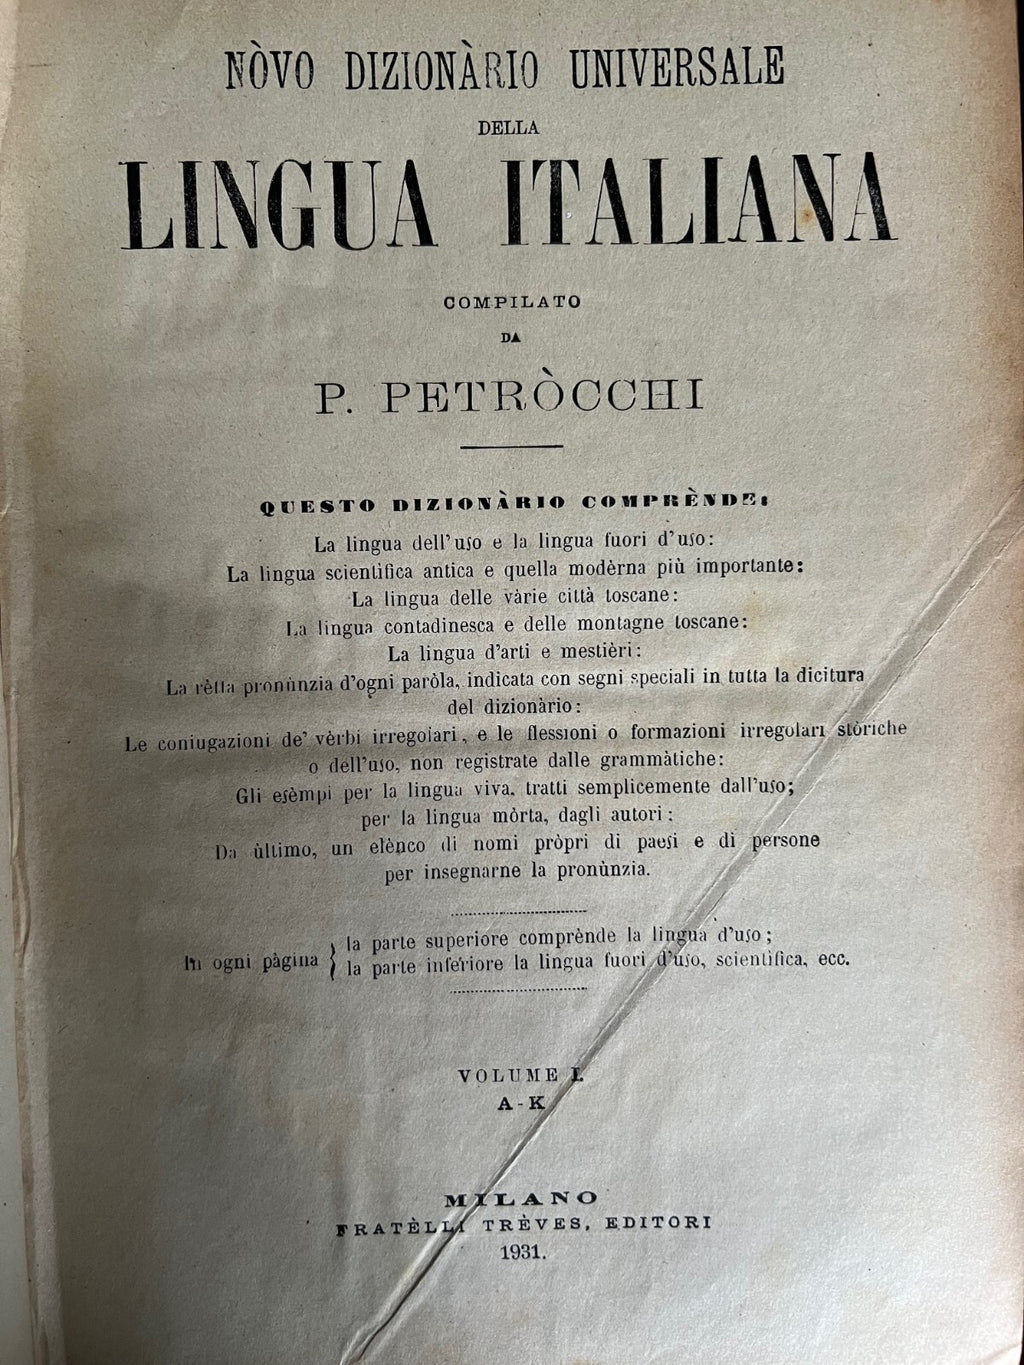 NÒVO DIZIONÀRIO UNIVERSALE
DELLA
LINGUA ITALIANA
COMPILATO
DA
P. PETRÒCCHI
QUESTO DIZIONÀRIO COMPRÈNDE:
La lingua dell'uſo e la lingua fuori d'uſo:
La lingua scientìfica antica e quella modèrna più importante:
La lingua delle vàrie città toscane:
La lingua contadinesca e delle montagne toscane:
La lingua d'arti e mestièri:
La rètta pronùnzia d'ogni paròla, indicata con segni speciali in tutta la dicitura
del dizionàrio:
Le coniugazioni de' vèrbi irregolari, e le flessioni o formazioni irregolari stòriche
o dell'uſo, non registrate dalle grammàtiche:
Gli eſèmpi per la lingua viva, tratti semplicemente dall'uſo;
per la lingua mòrta, dagli autori:
Da ùltimo, un elènco di nomi pròpri di paeſi e di persone
per insegnarne la pronùnzia.
In ogni pàgina { la parte superiore comprènde la lingua d'uſo;
la parte inferiore la lingua fuori d'uſo, scientìfica, ecc.
VOLUME I.
A-K
MILANO
FRATÈLLI TRÈVES, EDITORI
1931.